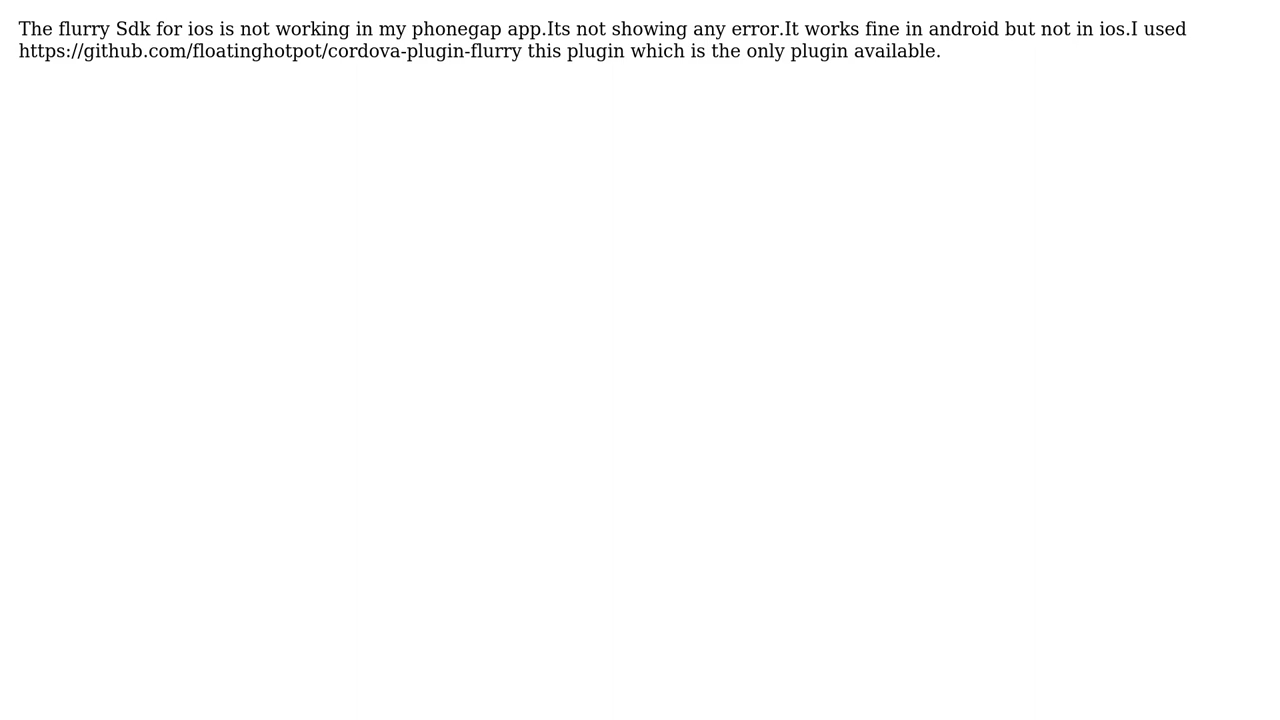 The flurry Sdk for ios is not working in my phonegap app.Its not showing any error.It works fine in android but not in ios.I used
https://github.com/floatinghotpot/cordova-plugin-flurry this plugin which is the only plugin available.